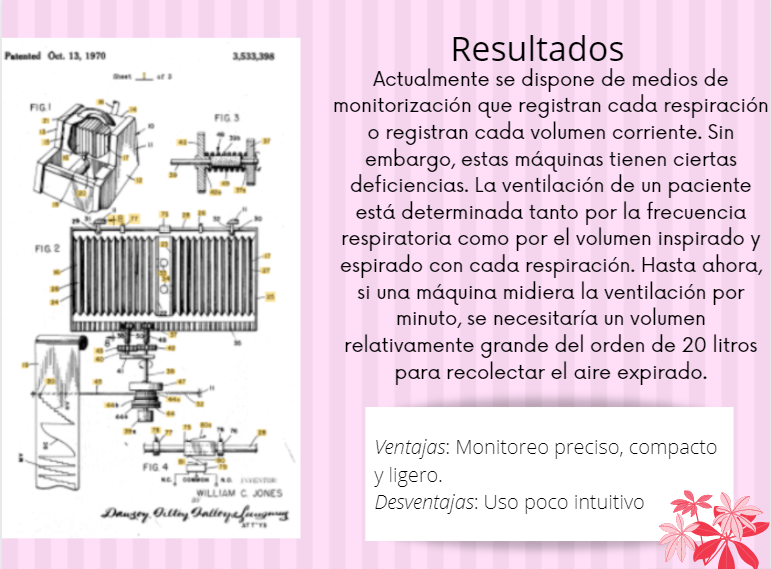 Patented Oct. 13, 1970
3,533,398
Sheet 1 of 3
FIG.1
FIG. 3
FIG. 2
FIG. 4
N.C.
COMMON
N.O.
INVENTOR
WILLIAM C. JONES
ATT'YS
Resultados
Actualmente se dispone de medios de
monitorización que registran cada respiración
o registran cada volumen corriente. Sin
embargo, estas máquinas tienen ciertas
deficiencias. La ventilación de un paciente
está determinada tanto por la frecuencia
respiratoria como por el volumen inspirado y
espirado con cada respiración. Hasta ahora,
si una máquina midiera la ventilación por
minuto, se necesitaría un volumen
relativamente grande del orden de 20 litros
para recolectar el aire expirado.
Ventajas: Monitoreo preciso, compacto
y ligero.
Desventajas: Uso poco intuitivo